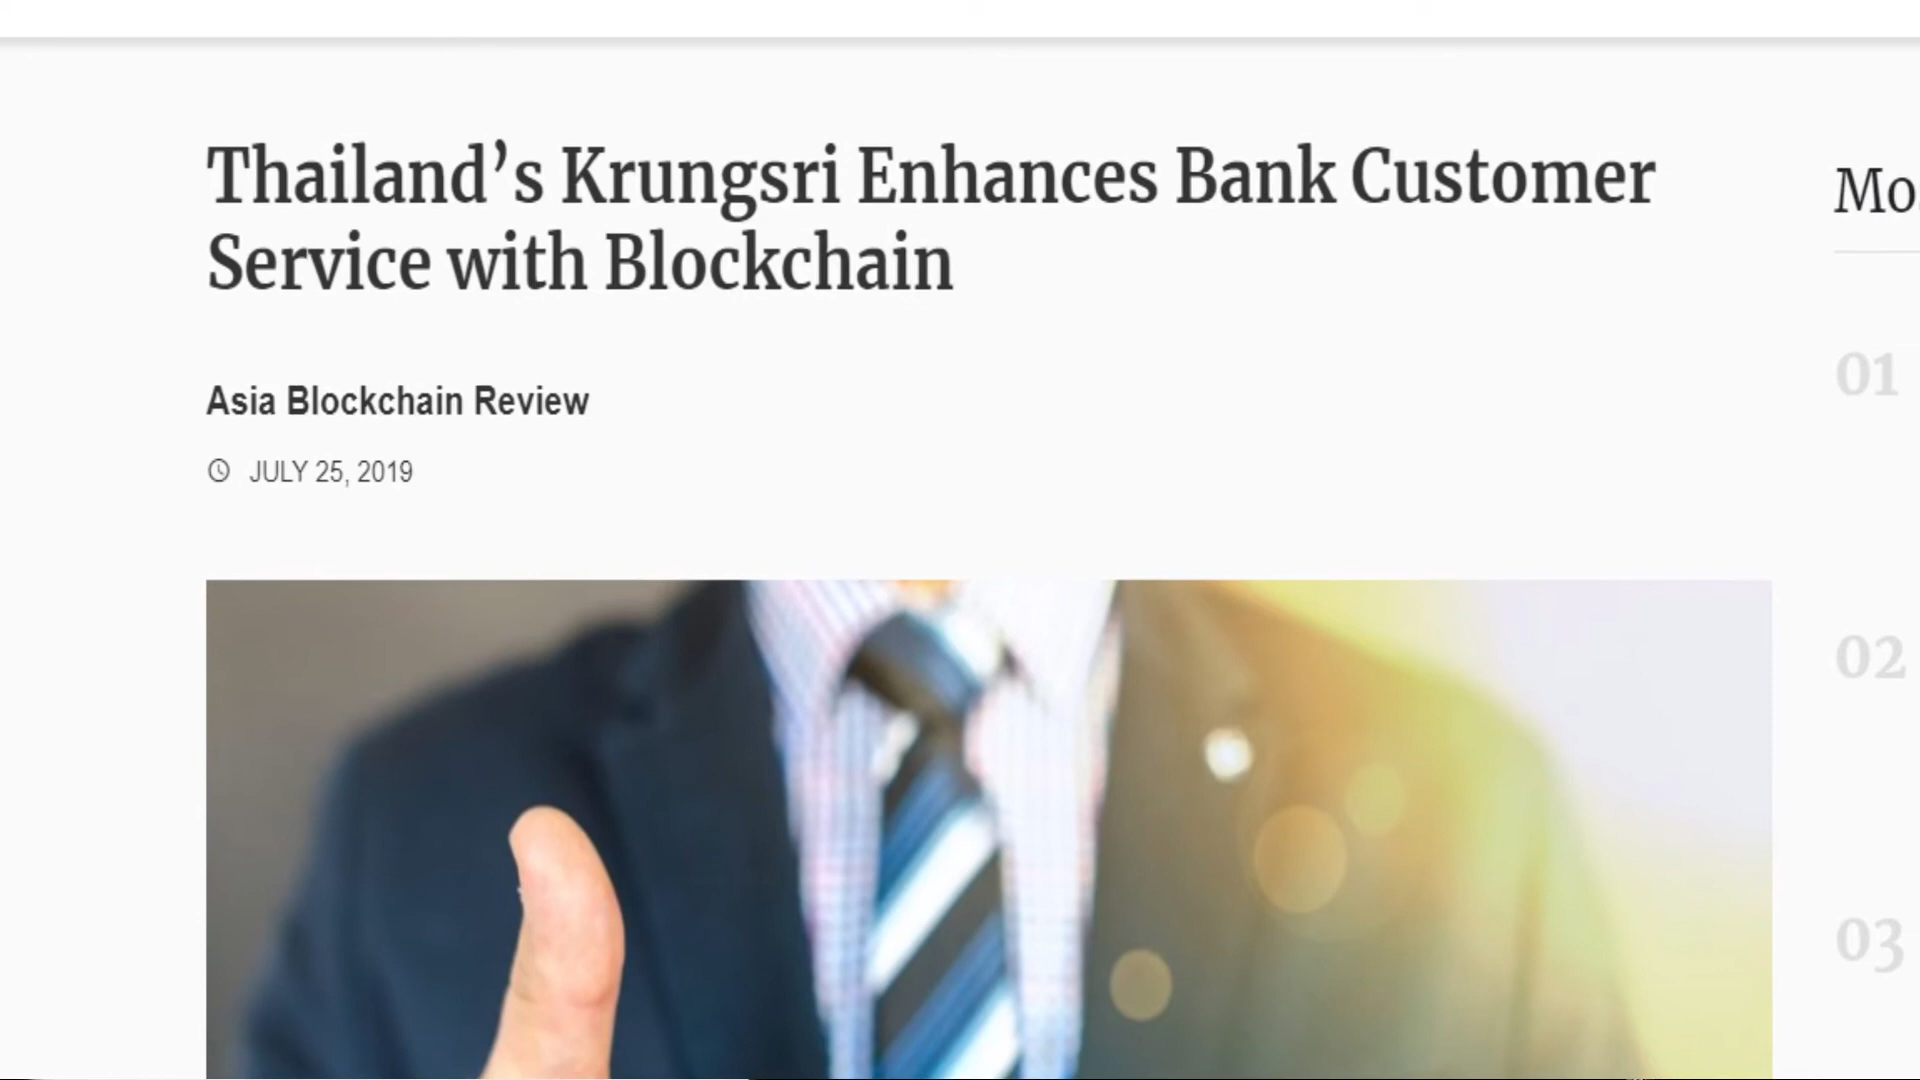 Thailand’s Krungsri Enhances Bank Customer
Service with Blockchain
Asia Blockchain Review
JULY 25, 2019
01
02
03